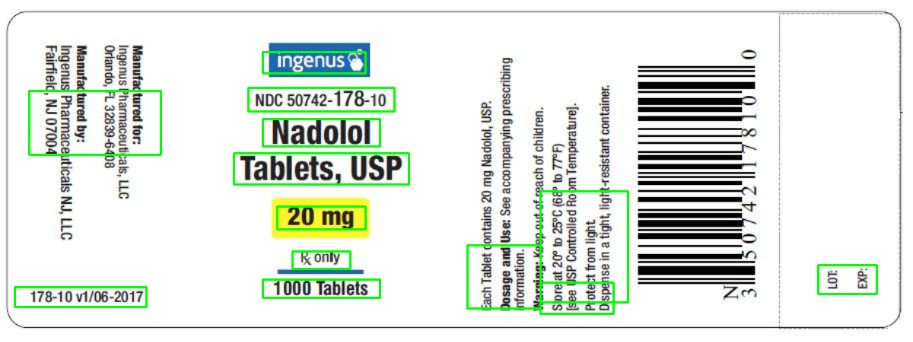 Manufactured for:
Ingenus Pharmaceuticals, LLC
Orlando, FL 32839-6408
Manufactured by:
Ingenus Pharmaceuticals NJ, LLC
Fairfield, NJ 07004
178-10 v1/06-2017
ingenus
NDC 50742-178-10
Nadolol
Tablets, USP
20 mg
℞ only
1000 Tablets
Each Tablet contains 20 mg Nadolol, USP.
Dosage and Use: See accompanying prescribing
information.
Warning: Keep out of reach of children.
Store at 20° to 25°C (68° to 77°F)
[see USP Controlled Room Temperature].
Protect from light.
Dispense in a tight, light-resistant container.
N
3 50742 17810 0
LOT:
EXP: